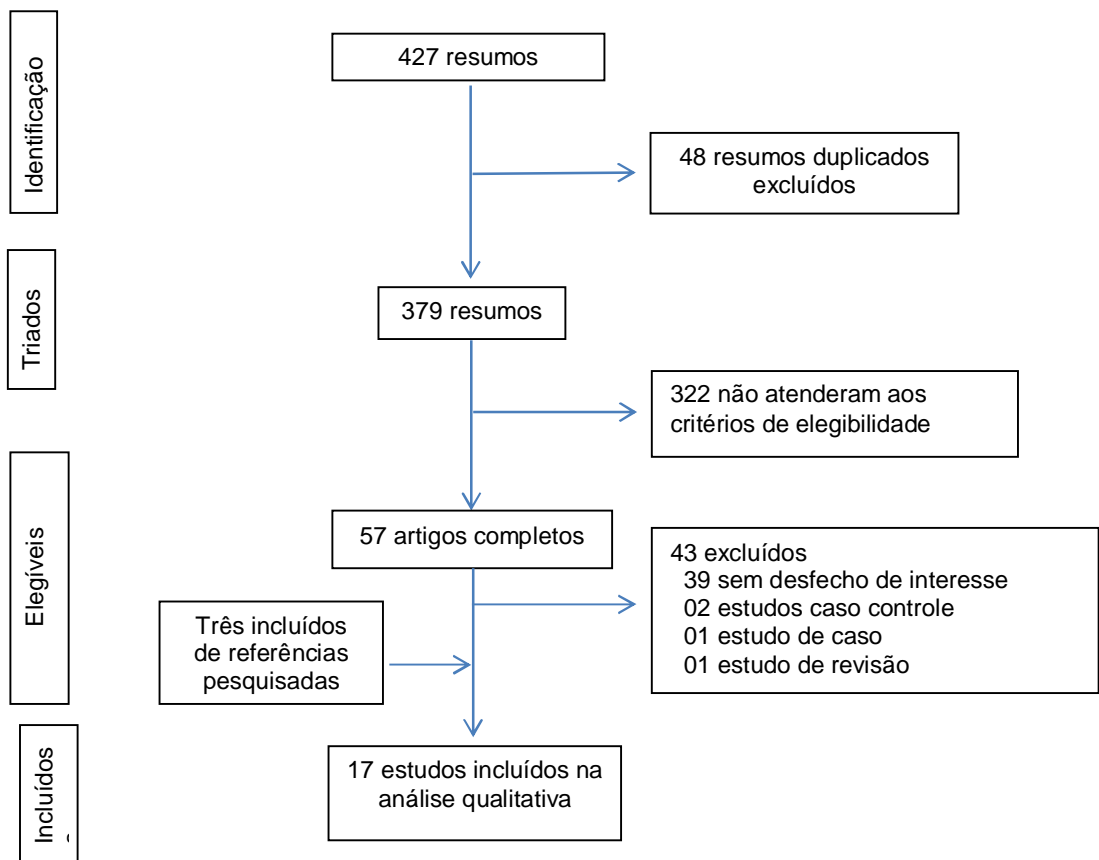 Identificação
427 resumos
48 resumos duplicados
excluídos
Triados
379 resumos
322 não atenderam aos
critérios de elegibilidade
Elegíveis
57 artigos completos
43 excluídos
39 sem desfecho de interesse
02 estudos caso controle
01 estudo de caso
01 estudo de revisão
Três incluídos
de referências
pesquisadas
Incluídos
17 estudos incluídos na
análise qualitativa